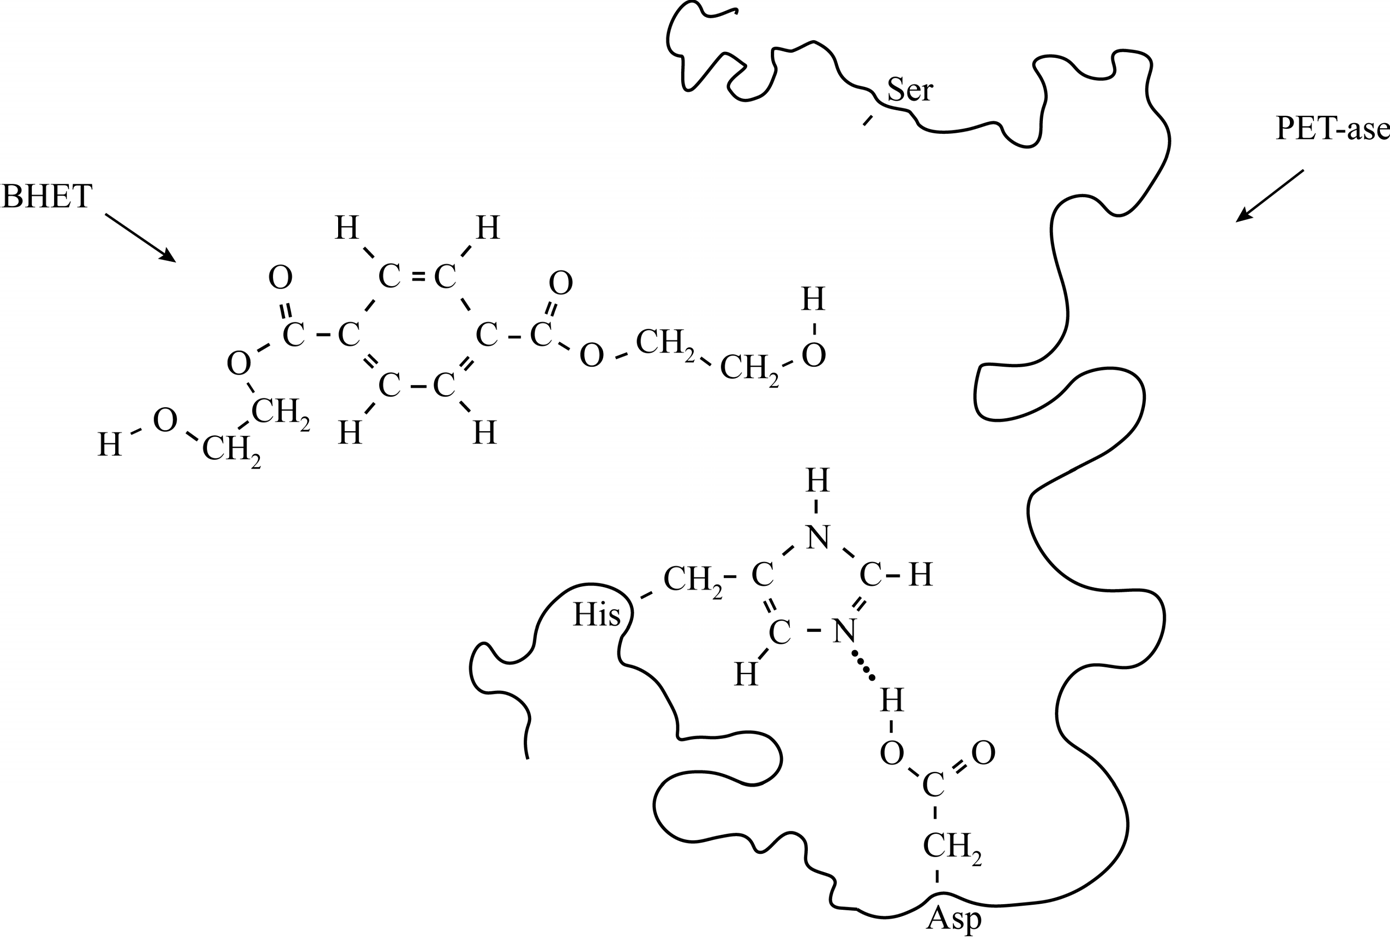 Ser
PET-ase
BHET
H H
O C = C O H
C – C C – C
O O – CH2 – CH2 – O
C – C
H – O CH2 H H
CH2
H
N
His CH2 – C C – H
C – N
H
H
O O
C
CH2
Asp